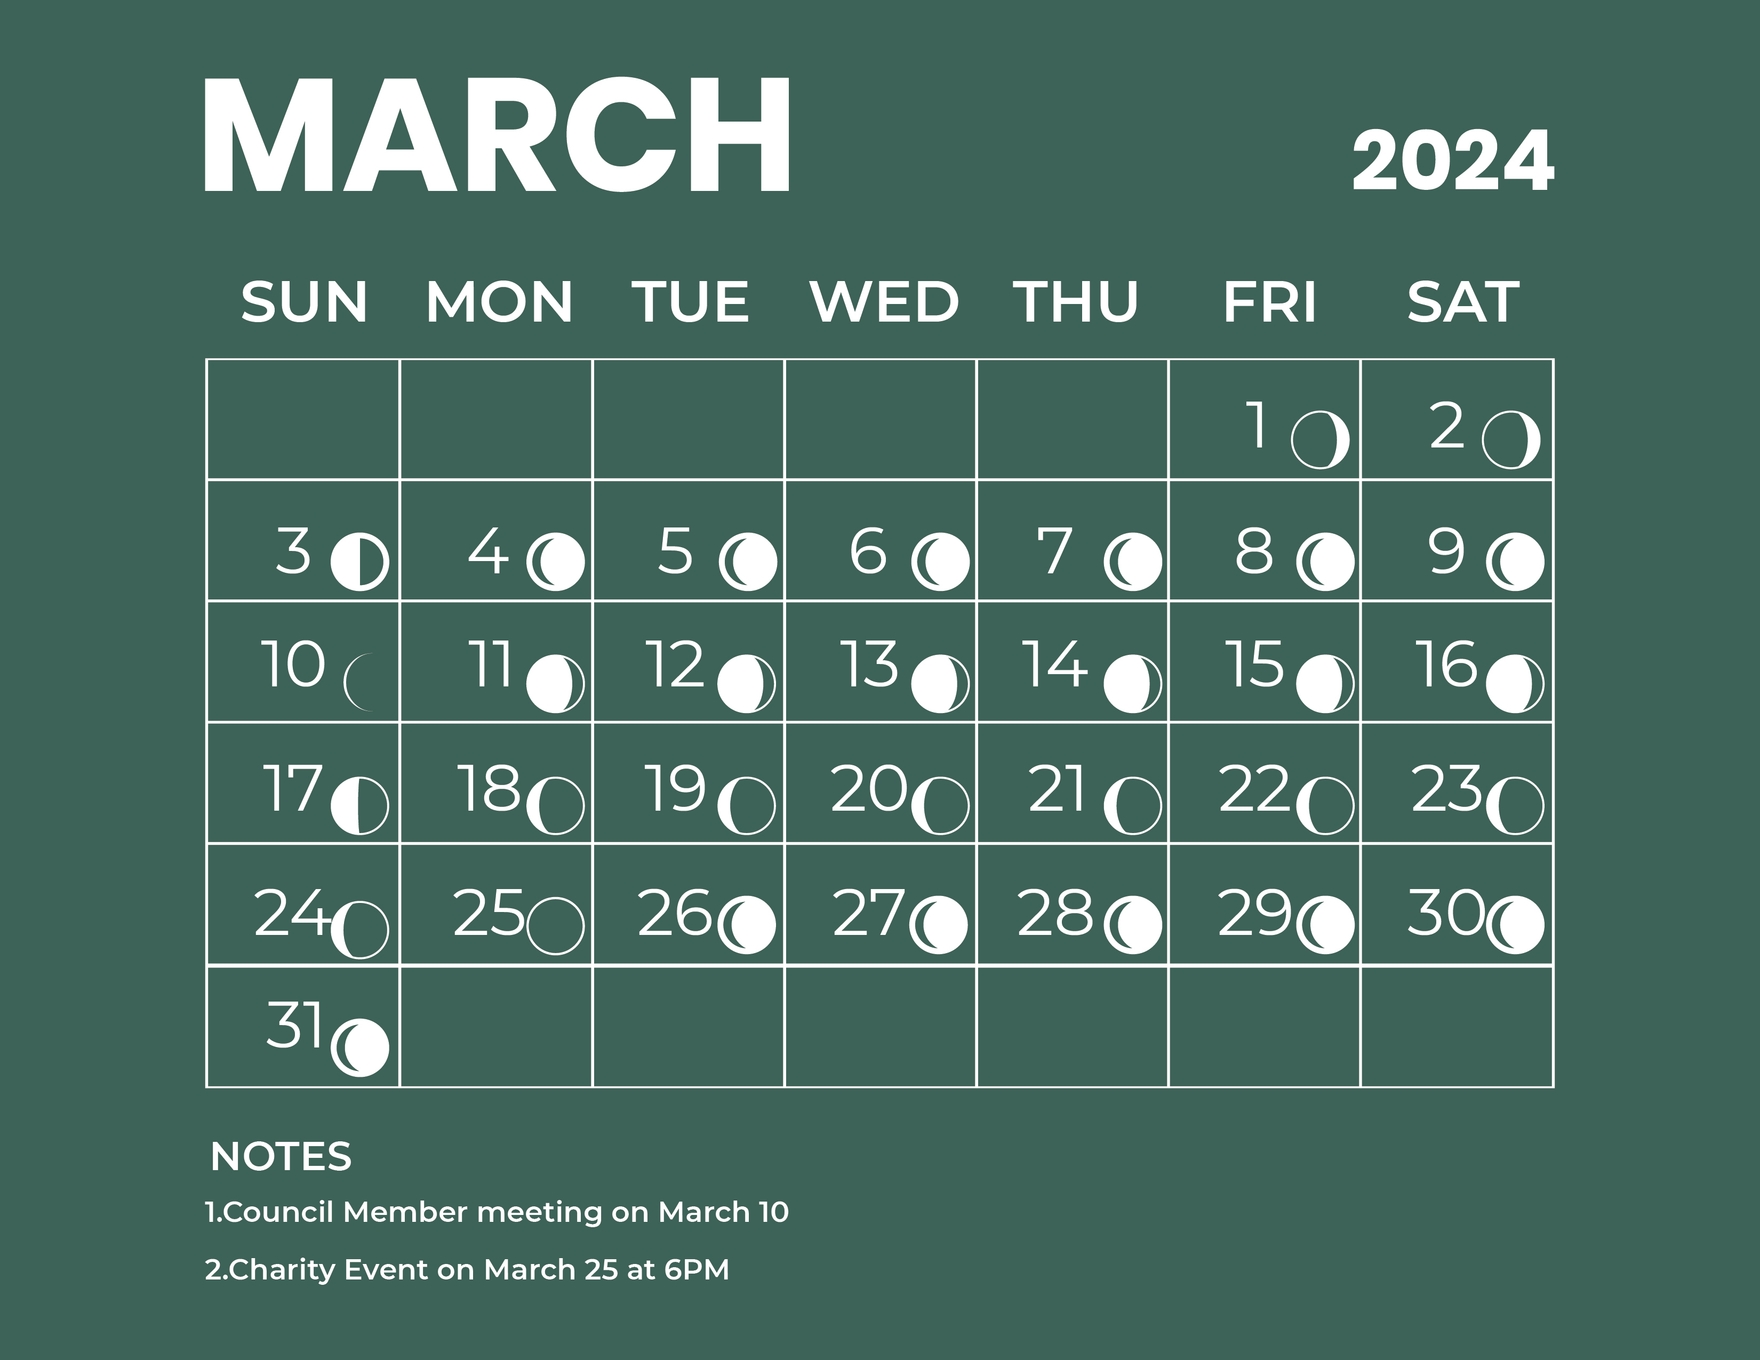 MARCH
2024
SUN MON TUE WED THU FRI SAT
1 2
3 4 5 6 7 8 9
10 11 12 13 14 15 16
17 18 19 20 21 22 23
24 25 26 27 28 29 30
31
NOTES
1.Council Member meeting on March 10
2.Charity Event on March 25 at 6PM